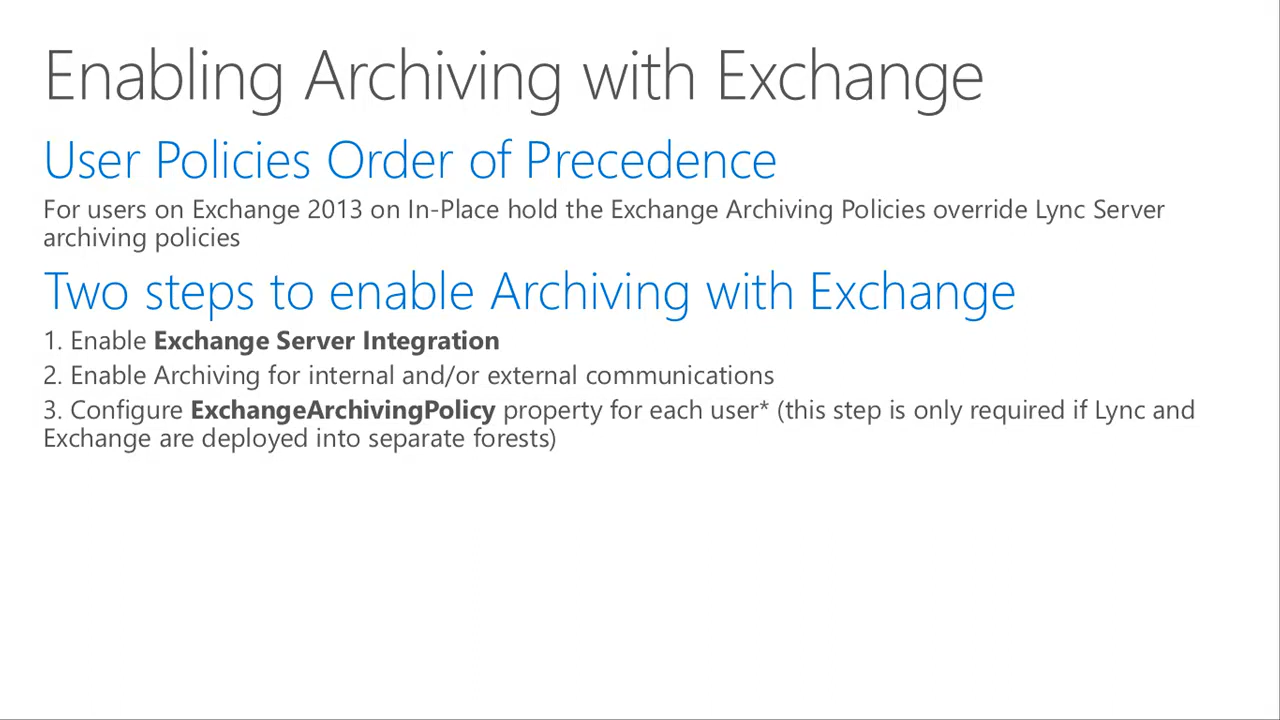 Enabling Archiving with Exchange
User Policies Order of Precedence
For users on Exchange 2013 on In-Place hold the Exchange Archiving Policies override Lync Server
archiving policies
Two steps to enable Archiving with Exchange
1. Enable Exchange Server Integration
2. Enable Archiving for internal and/or external communications
3. Configure ExchangeArchivingPolicy property for each user* (this step is only required if Lync and
Exchange are deployed into separate forests)